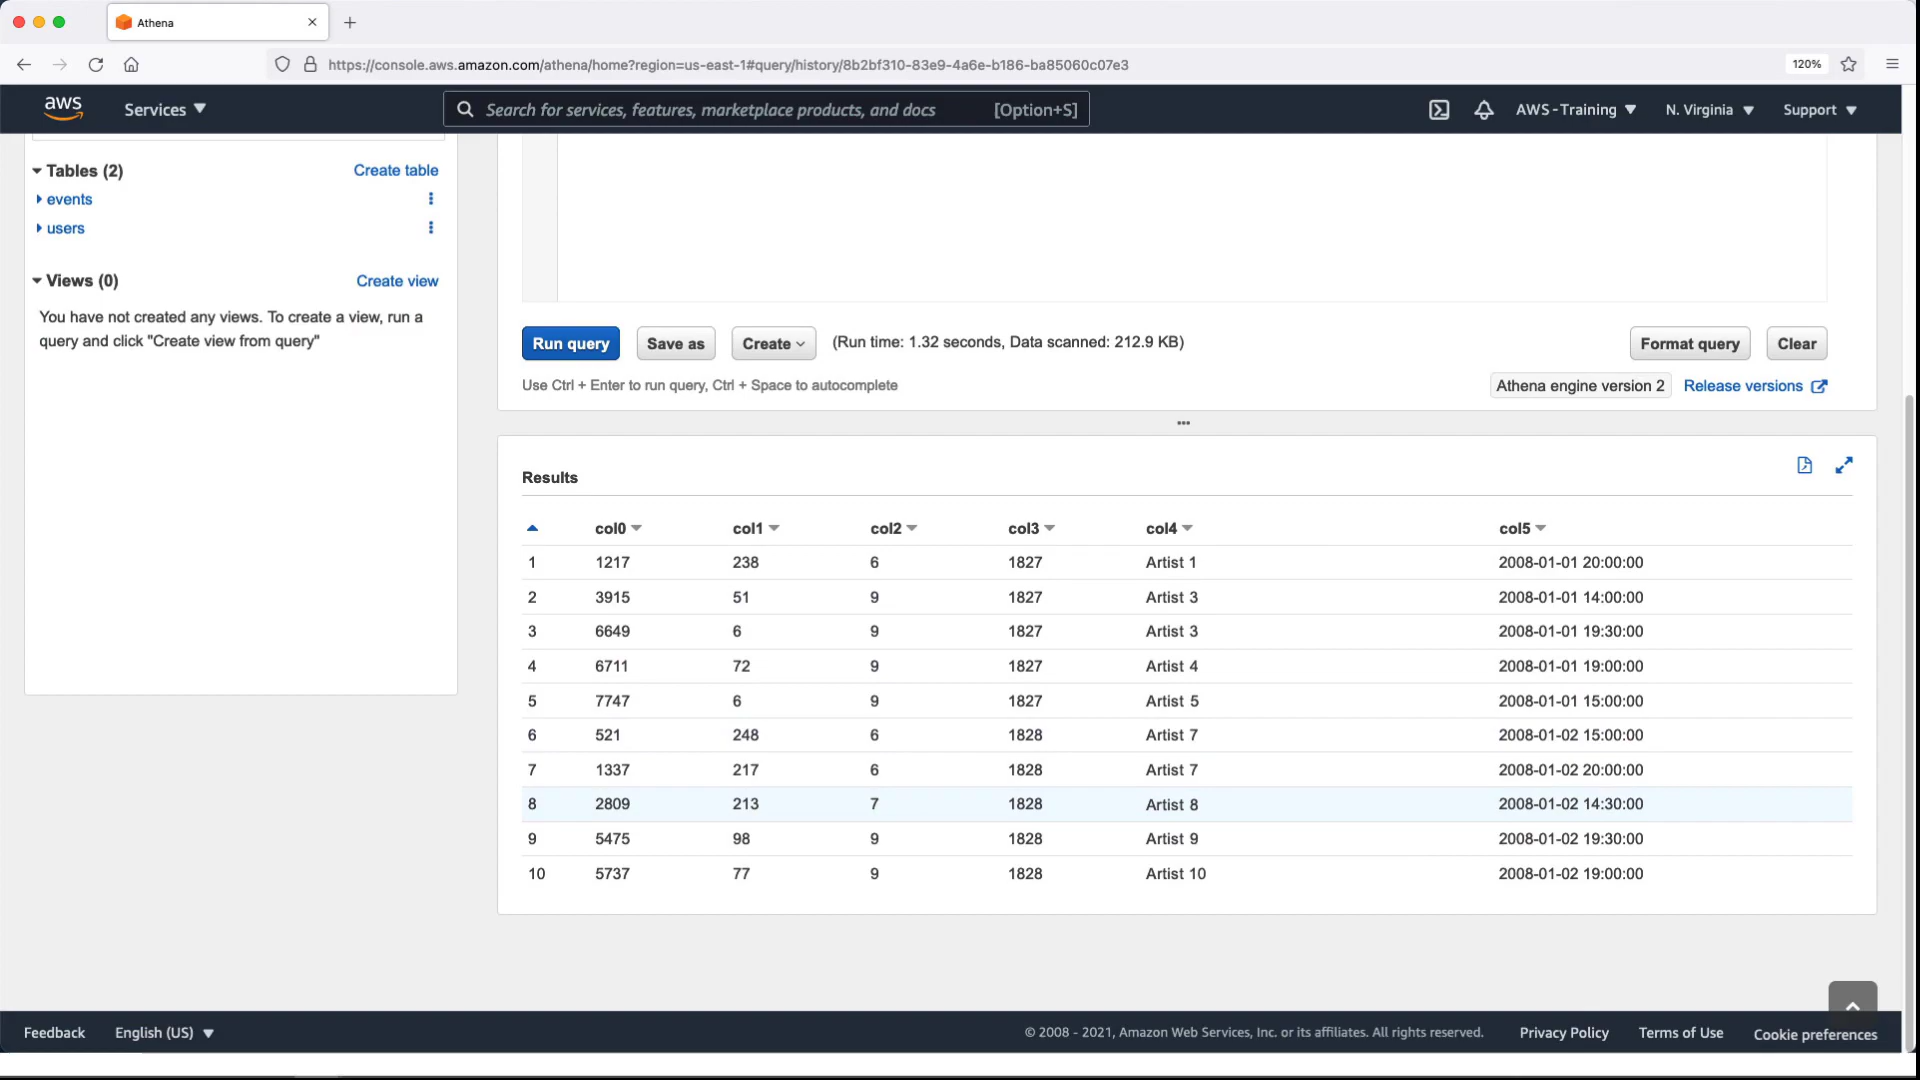 Athena
https://console.aws.amazon.com/athena/home?region=us-east-1#query/history/8b2bf310-83e9-4a6e-b186-ba85060c07e3
120%
aws
Services
Search for services, features, marketplace products, and docs [Option+S]
AWS-Training
N. Virginia
Support
Tables (2) Create table
events
users
Views (0) Create view
You have not created any views. To create a view, run a
query and click "Create view from query"
Run query
Save as
Create
(Run time: 1.32 seconds, Data scanned: 212.9 KB)
Format query
Clear
Use Ctrl + Enter to run query, Ctrl + Space to autocomplete
Athena engine version 2
Release versions
Results
col0 col1 col2 col3 col4 col5
1 1217 238 6 1827 Artist 1 2008-01-01 20:00:00
2 3915 51 9 1827 Artist 3 2008-01-01 14:00:00
3 6649 6 9 1827 Artist 3 2008-01-01 19:30:00
4 6711 72 9 1827 Artist 4 2008-01-01 19:00:00
5 7747 6 9 1827 Artist 5 2008-01-01 15:00:00
6 521 248 6 1828 Artist 7 2008-01-02 15:00:00
7 1337 217 6 1828 Artist 7 2008-01-02 20:00:00
8 2809 213 7 1828 Artist 8 2008-01-02 14:30:00
9 5475 98 9 1828 Artist 9 2008-01-02 19:30:00
10 5737 77 9 1828 Artist 10 2008-01-02 19:00:00
Feedback
English (US)
© 2008 - 2021, Amazon Web Services, Inc. or its affiliates. All rights reserved.
Privacy Policy
Terms of Use
Cookie preferences